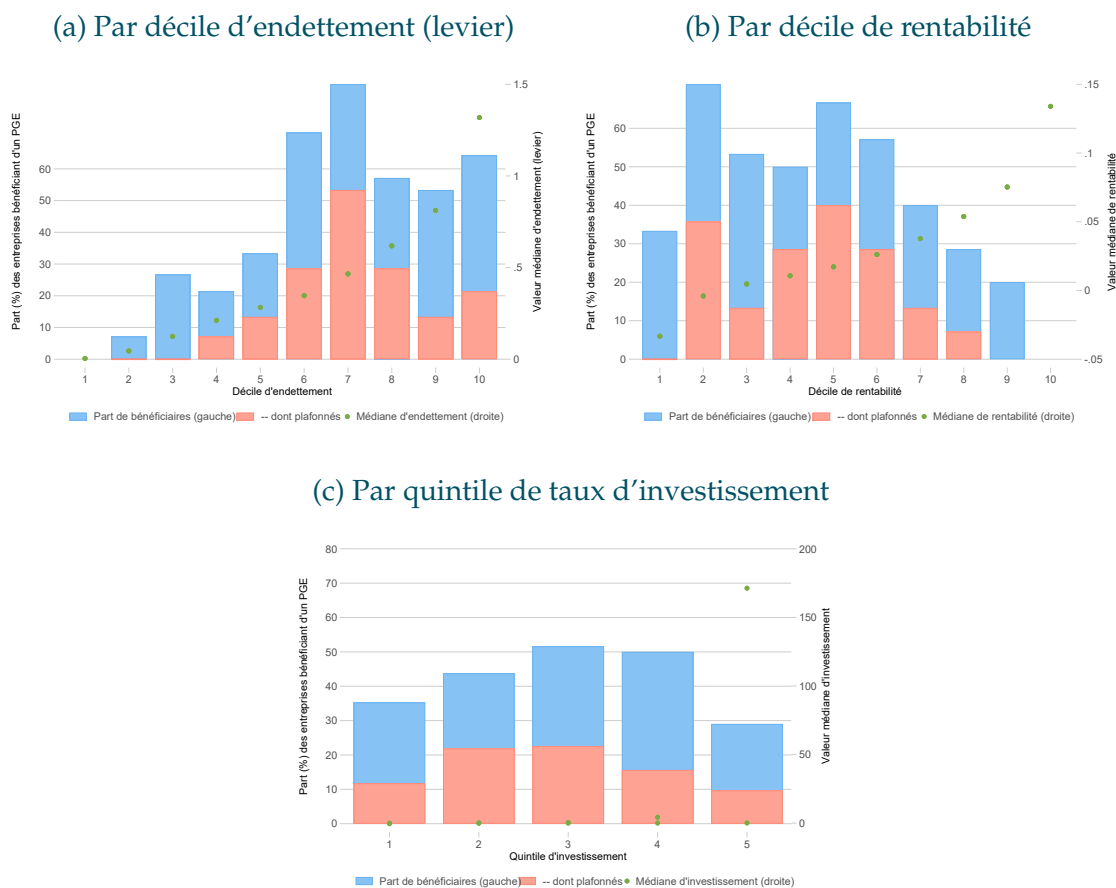 (a) Par décile d'endettement (levier)
Part (%) des entreprises bénéficiant d'un PGE
60
50
40
30
20
10
0
1.5
1
.5
0
Valeur médiane d'endettement (levier)
1 2 3 4 5 6 7 8 9 10
Décile d'endettement
Part de bénéficiaires (gauche) -- dont plafonnés Médiane d'endettement (droite)
(b) Par décile de rentabilité
Part (%) des entreprises bénéficiant d'un PGE
60
50
40
30
20
10
0
.15
.1
.05
0
-.05
Valeur médiane de rentabilité
1 2 3 4 5 6 7 8 9 10
Décile de rentabilité
Part de bénéficiaires (gauche) -- dont plafonnés Médiane de rentabilité (droite)
(c) Par quintile de taux d'investissement
Part (%) des entreprises bénéficiant d'un PGE
80
70
60
50
40
30
20
10
0
200
150
100
50
0
Valeur médiane d'investissement
1 2 3 4 5
Quintile d'investissement
Part de bénéficiaires (gauche) -- dont plafonnés Médiane d'investissement (droite)